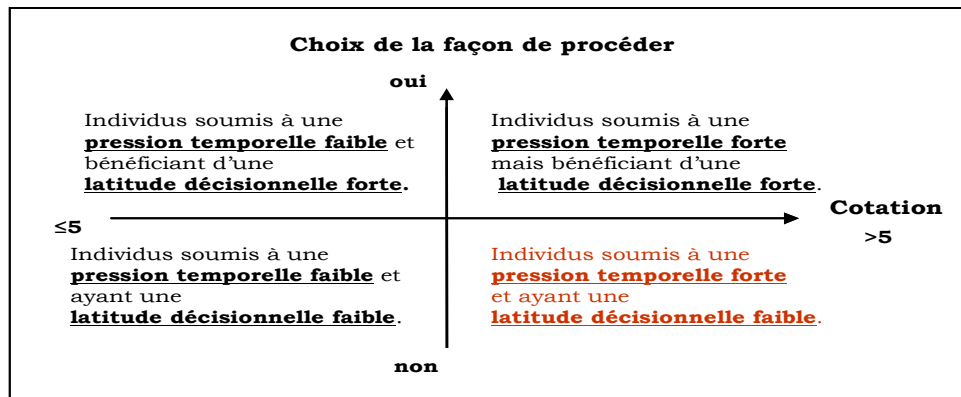 Choix de la façon de procéder
oui
Individus soumis à une
pression temporelle faible et
bénéficiant d'une
latitude décisionnelle forte.
Individus soumis à une
pression temporelle forte
mais bénéficiant d'une
latitude décisionnelle forte.
≤5
Cotation
>5
Individus soumis à une
pression temporelle faible et
ayant une
latitude décisionnelle faible.
Individus soumis à une
pression temporelle forte
et ayant une
latitude décisionnelle faible.
non